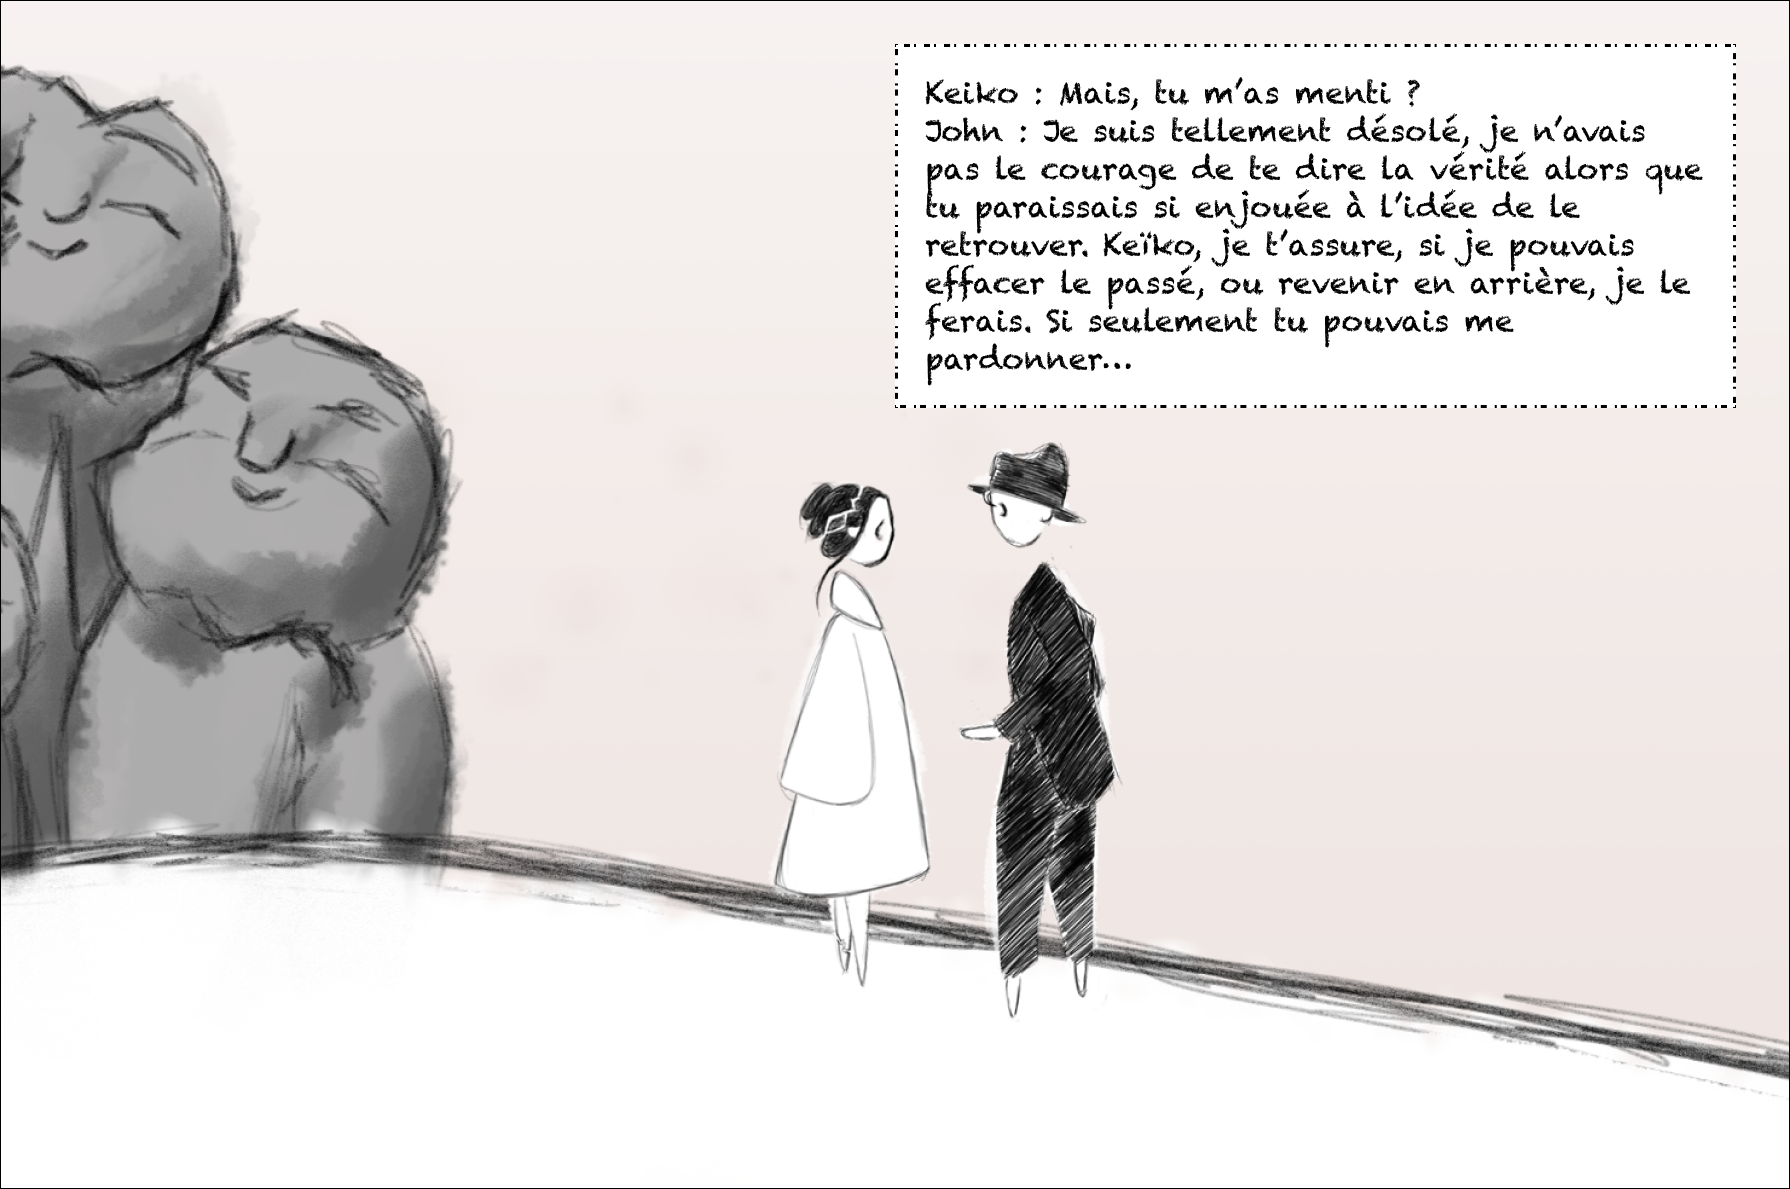 Keiko : Mais, tu m'as menti ?
John : Je suis tellement désolé, je n'avais
pas le courage de te dire la vérité alors que
tu paraissais si enjouée à l'idée de le
retrouver. Keïko, je t'assure, si je pouvais
effacer le passé, ou revenir en arrière, je le
ferais. Si seulement tu pouvais me
pardonner...